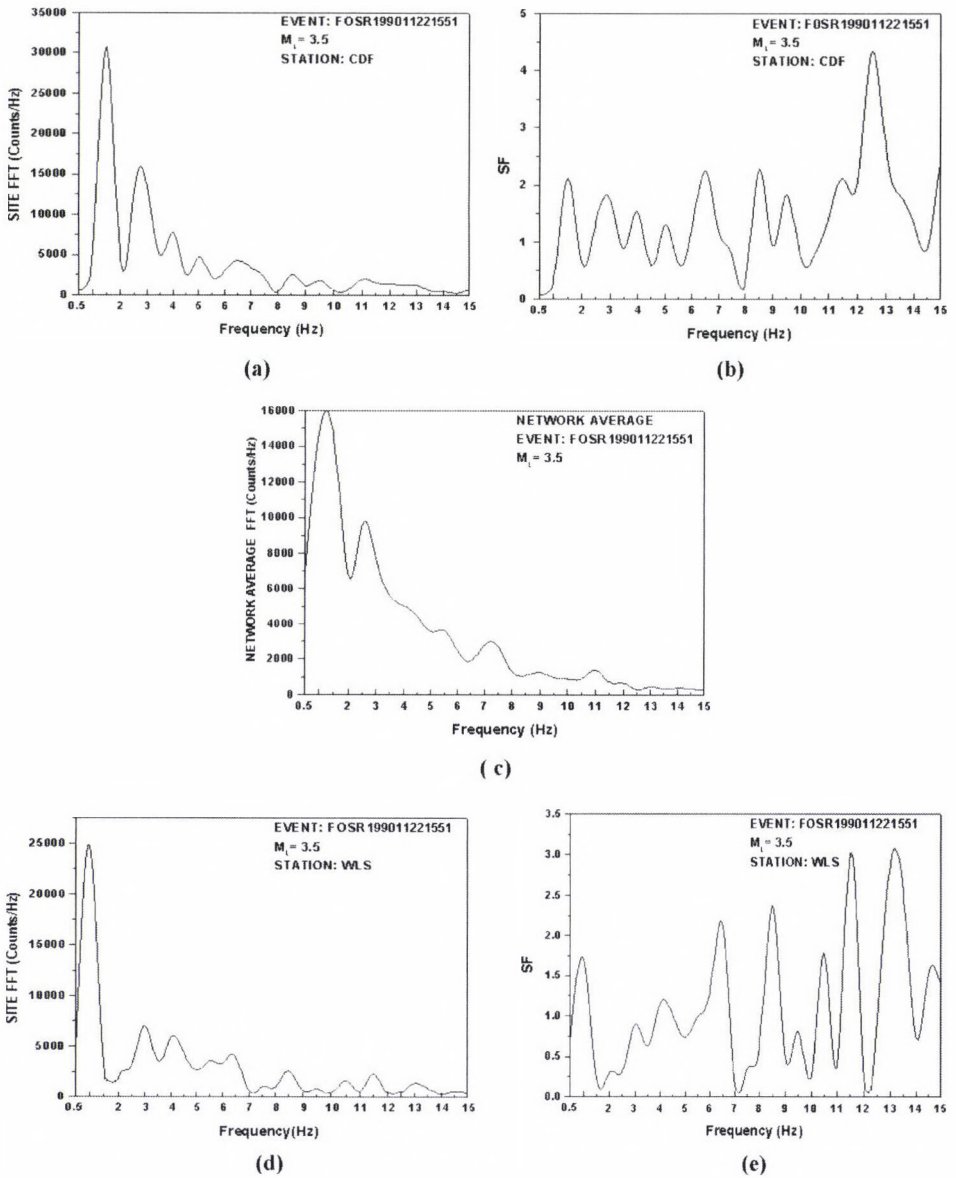 EVENT: FOSR199011221551
M_L = 3.5
STATION: CDF
SITE FFT (Counts/Hz)
35000
30000
25000
20000
15000
10000
5000
0
0.5 2 3 4 5 6 7 8 9 10 11 12 13 14 15
Frequency (Hz)
(a)
EVENT: F0SR199011221551
M_L = 3.5
STATION: CDF
SF
5
4
3
2
1
0
0.5 2 3 4 5 6 7 8 9 10 11 12 13 14 15
Frequency (Hz)
(b)
NETWORK AVERAGE
EVENT: FOSR199011221551
M_L = 3.5
NETWORK AVERAGE FFT (Counts/Hz)
16000
14000
12000
10000
8000
6000
4000
2000
0
0.5 2 3 4 5 6 7 8 9 10 11 12 13 14 15
Frequency (Hz)
( c)
EVENT: FOSR199011221551
M_L = 3.5
STATION: WLS
SITE FFT (Counts/Hz)
25000
20000
15000
10000
5000
0
0.5 2 3 4 5 6 7 8 9 10 11 12 13 14 15
Frequency(Hz)
(d)
EVENT: FOSR199011221551
M_L = 3.5
STATION: WLS
SF
3.5
3.0
2.5
2.0
1.5
1.0
0.5
0.0
0.5 2 3 4 5 6 7 8 9 10 11 12 13 14 15
Frequency (Hz)
(e)